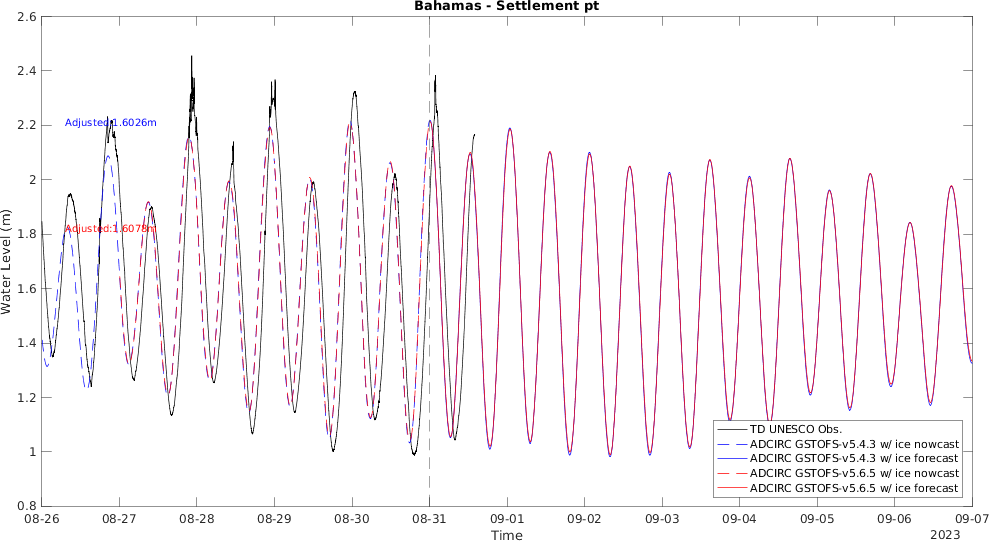 Bahamas - Settlement pt
2.6
2.4
2.2
2
1.8
1.6
1.4
1.2
1
0.8
Water Level (m)
Adjusted:1.6026m
Adjusted:1.6078m
TD UNESCO Obs.
ADCIRC GSTOFS-v5.4.3 w/ ice nowcast
ADCIRC GSTOFS-v5.4.3 w/ ice forecast
ADCIRC GSTOFS-v5.6.5 w/ ice nowcast
ADCIRC GSTOFS-v5.6.5 w/ ice forecast
08-26 08-27 08-28 08-29 08-30 08-31 09-01 09-02 09-03 09-04 09-05 09-06 09-07
Time
2023